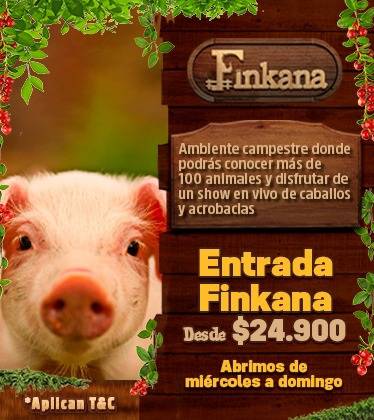 Finkana
Ambiente campestre donde
podrás conocer más de
100 animales y disfrutar de
un show en vivo de caballos
y acrobacias
Entrada
Finkana
Desde $24.900
Abrimos de
miércoles a domingo
*Aplican T&C